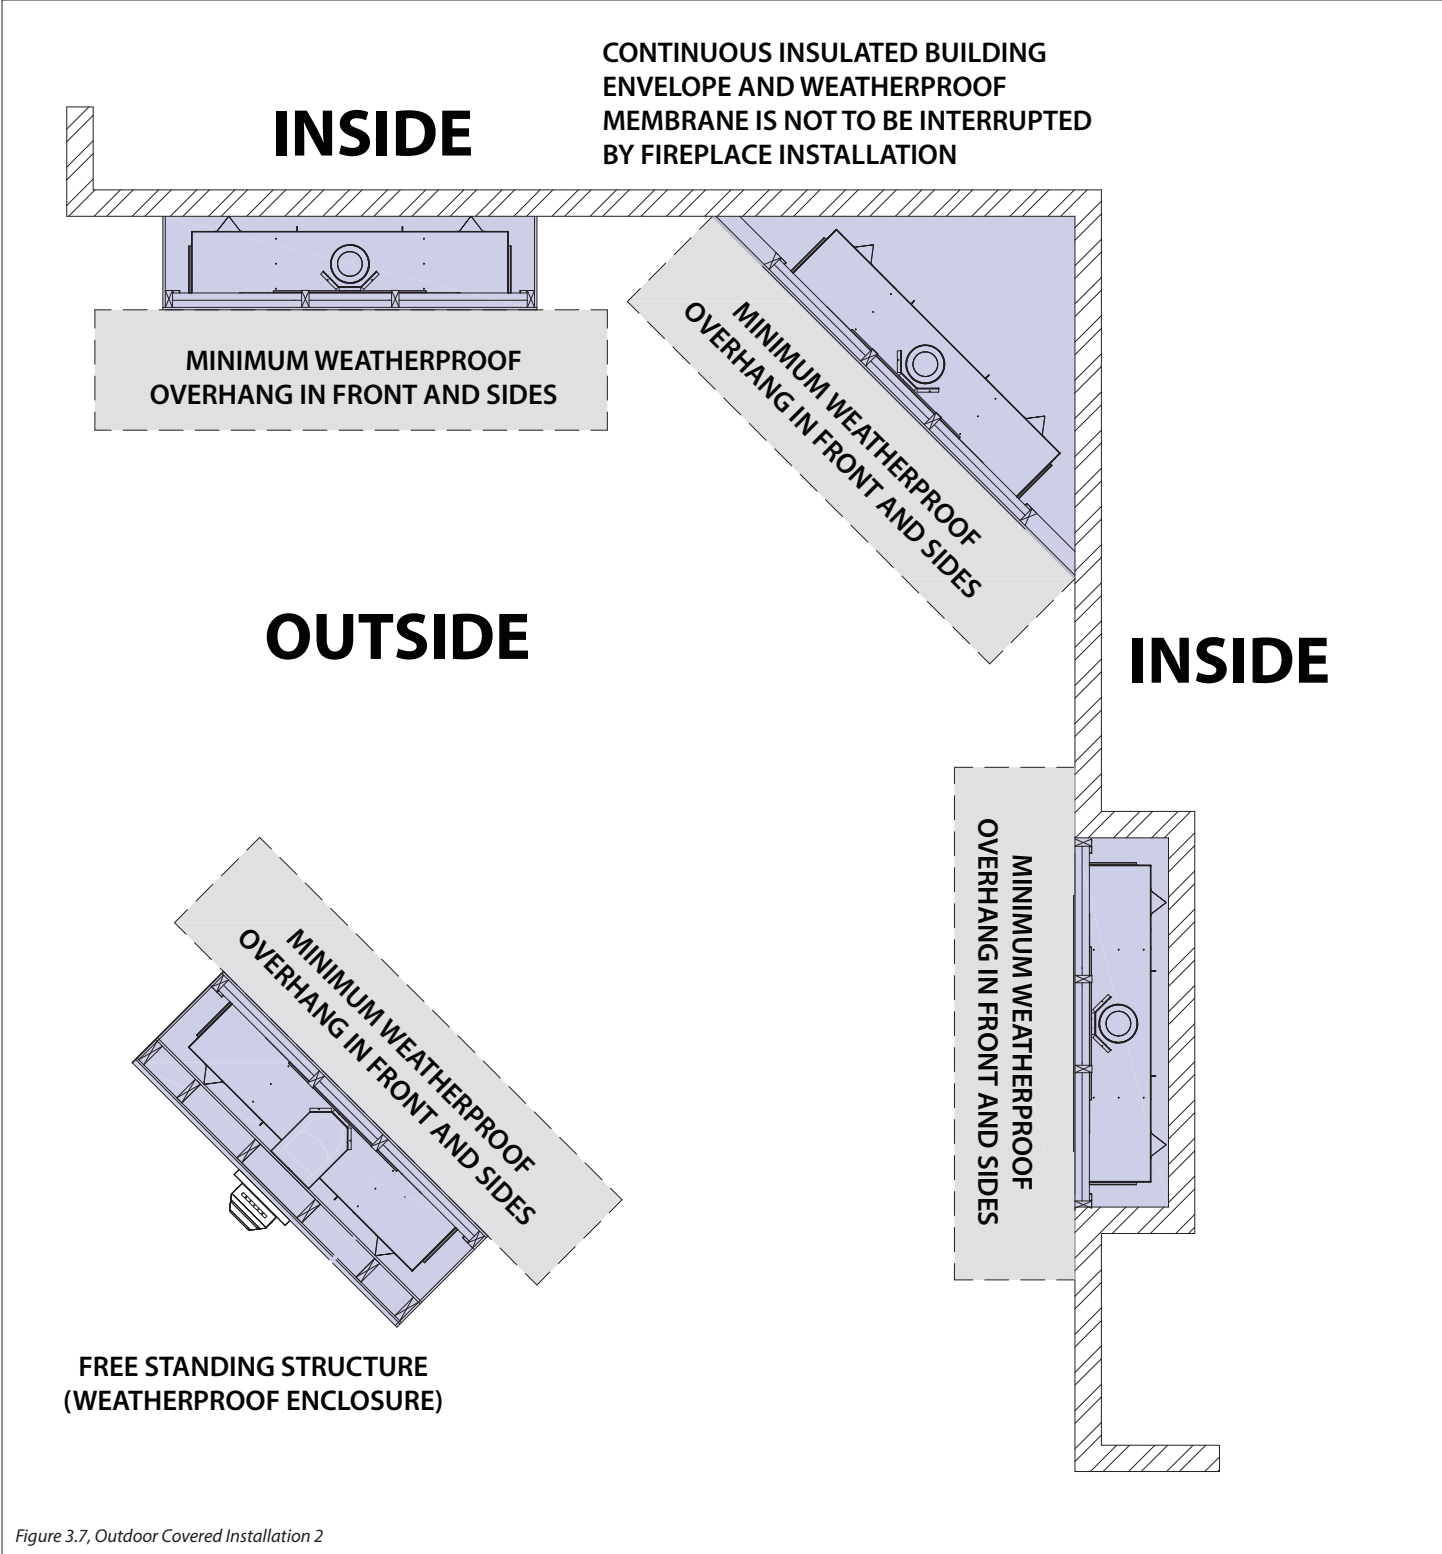 CONTINUOUS INSULATED BUILDING
ENVELOPE AND WEATHERPROOF
MEMBRANE IS NOT TO BE INTERRUPTED
BY FIREPLACE INSTALLATION
INSIDE
MINIMUM WEATHERPROOF
OVERHANG IN FRONT AND SIDES
MINIMUM WEATHERPROOF
OVERHANG IN FRONT AND SIDES
OUTSIDE
INSIDE
MINIMUM WEATHERPROOF
OVERHANG IN FRONT AND SIDES
MINIMUM WEATHERPROOF
OVERHANG IN FRONT AND SIDES
FREE STANDING STRUCTURE
(WEATHERPROOF ENCLOSURE)
Figure 3.7, Outdoor Covered Installation 2